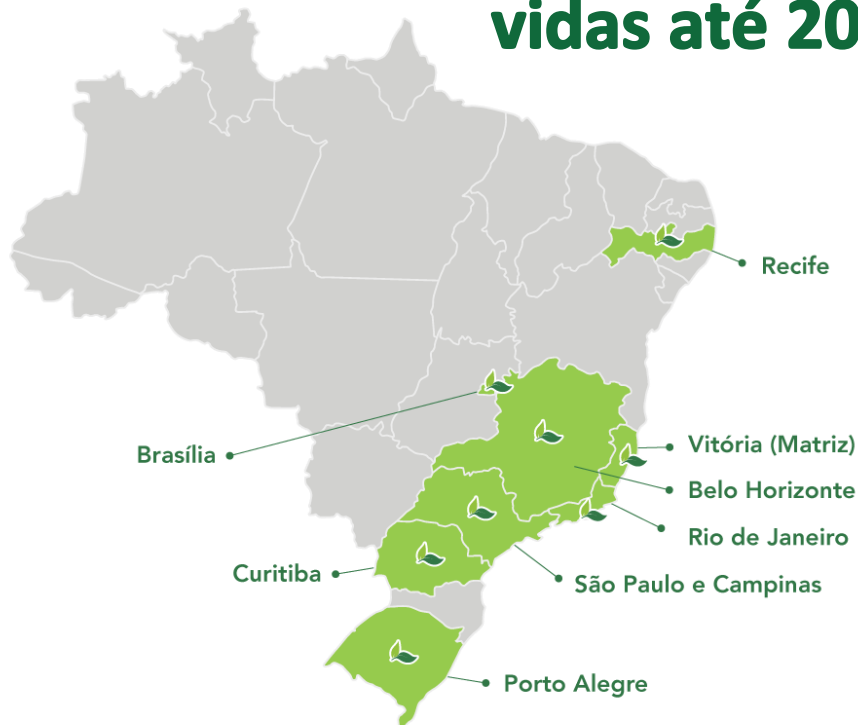 vidas até 20
Recife
Brasília
Vitória (Matriz)
Belo Horizonte
Rio de Janeiro
Curitiba
São Paulo e Campinas
Porto Alegre